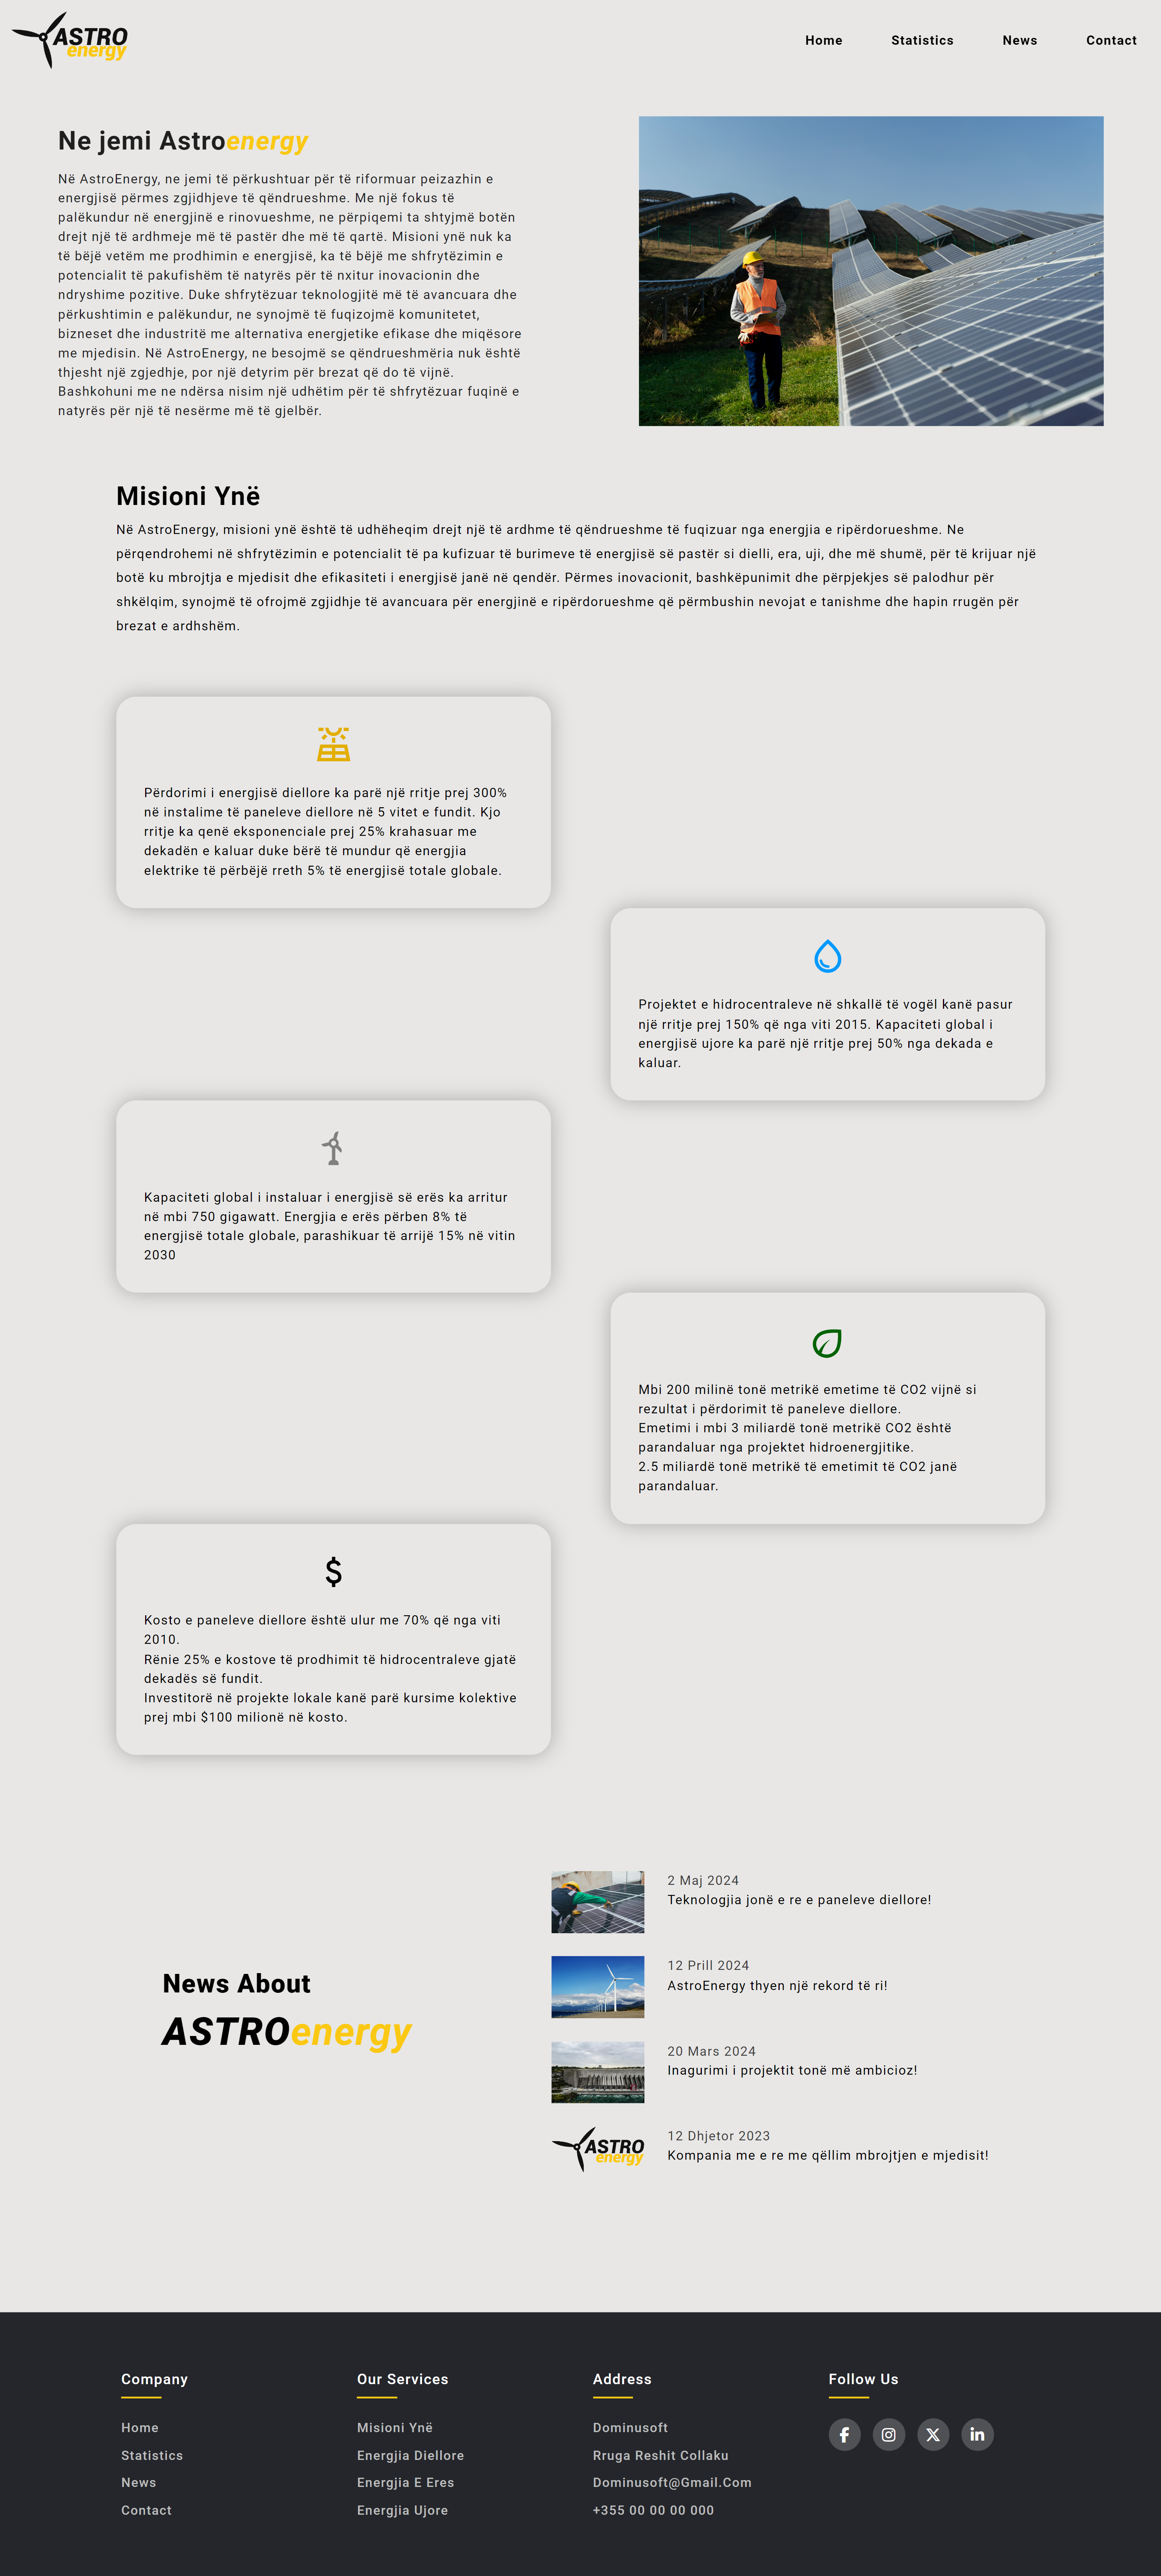 ASTRO
energy
Home
Statistics
News
Contact
Ne jemi Astroenergy
Në AstroEnergy, ne jemi të përkushtuar për të riformuar peizazhin e
energjisë përmes zgjidhjeve të qëndrueshme. Me një fokus të
palëkundur në energjinë e rinovueshme, ne përpiqemi ta shtyjmë botën
drejt një të ardhmeje më të pastër dhe më të qartë. Misioni ynë nuk ka
të bëjë vetëm me prodhimin e energjisë, ka të bëjë me shfrytëzimin e
potencialit të pakufishëm të natyrës për të nxitur inovacionin dhe
ndryshime pozitive. Duke shfrytëzuar teknologjitë më të avancuara dhe
përkushtimin e palëkundur, ne synojmë të fuqizojmë komunitetet,
bizneset dhe industritë me alternativa energjetike efikase dhe miqësore
me mjedisin. Në AstroEnergy, ne besojmë se qëndrueshmëria nuk është
thjesht një zgjedhje, por një detyrim për brezat që do të vijnë.
Bashkohuni me ne ndërsa nisim një udhëtim për të shfrytëzuar fuqinë e
natyrës për një të nesërme më të gjelbër.
Misioni Ynë
Në AstroEnergy, misioni ynë është të udhëheqim drejt një të ardhme të qëndrueshme të fuqizuar nga energjia e ripërdorueshme. Ne
përqendrohemi në shfrytëzimin e potencialit të pa kufizuar të burimeve të energjisë së pastër si dielli, era, uji, dhe më shumë, për të krijuar një
botë ku mbrojtja e mjedisit dhe efikasiteti i energjisë janë në qendër. Përmes inovacionit, bashkëpunimit dhe përpjekjes së palodhur për
shkëlqim, synojmë të ofrojmë zgjidhje të avancuara për energjinë e ripërdorueshme që përmbushin nevojat e tanishme dhe hapin rrugën për
brezat e ardhshëm.
Përdorimi i energjisë diellore ka parë një rritje prej 300%
në instalime të paneleve diellore në 5 vitet e fundit. Kjo
rritje ka qenë eksponenciale prej 25% krahasuar me
dekadën e kaluar duke bërë të mundur që energjia
elektrike të përbëjë rreth 5% të energjisë totale globale.
Projektet e hidrocentraleve në shkallë të vogël kanë pasur
një rritje prej 150% që nga viti 2015. Kapaciteti global i
energjisë ujore ka parë një rritje prej 50% nga dekada e
kaluar.
Kapaciteti global i instaluar i energjisë së erës ka arritur
në mbi 750 gigawatt. Energjia e erës përben 8% të
energjisë totale globale, parashikuar të arrijë 15% në vitin
2030
Mbi 200 milinë tonë metrikë emetime të CO2 vijnë si
rezultat i përdorimit të paneleve diellore.
Emetimi i mbi 3 miliardë tonë metrikë CO2 është
parandaluar nga projektet hidroenergjitike.
2.5 miliardë tonë metrikë të emetimit të CO2 janë
parandaluar.
Kosto e paneleve diellore është ulur me 70% që nga viti
2010.
Rënie 25% e kostove të prodhimit të hidrocentraleve gjatë
dekadës së fundit.
Investitorë në projekte lokale kanë parë kursime kolektive
prej mbi $100 milionë në kosto.
News About
ASTROenergy
2 Maj 2024
Teknologjia jonë e re e paneleve diellore!
12 Prill 2024
AstroEnergy thyen një rekord të ri!
20 Mars 2024
Inagurimi i projektit tonë më ambicioz!
ASTRO
energy
12 Dhjetor 2023
Kompania me e re me qëllim mbrojtjen e mjedisit!
Company
Home
Statistics
News
Contact
Our Services
Misioni Ynë
Energjia Diellore
Energjia E Eres
Energjia Ujore
Address
Dominusoft
Rruga Reshit Collaku
Dominusoft@Gmail.Com
+355 00 00 00 000
Follow Us